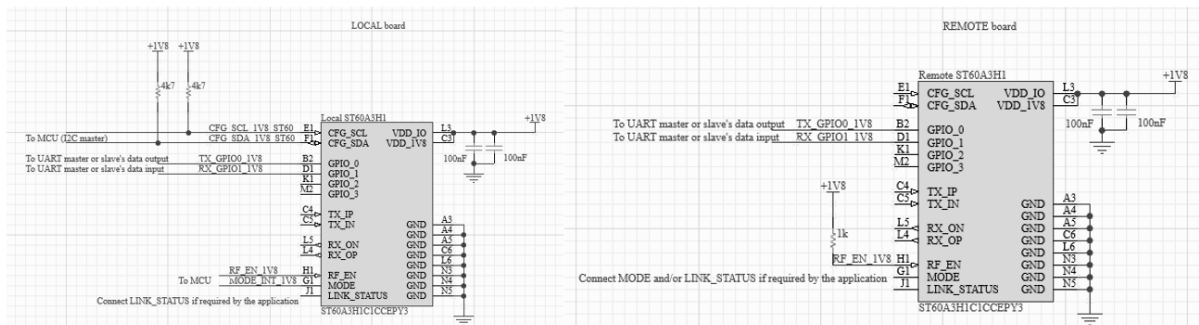 LOCAL board
+1V8 +1V8
4k7 4k7
Local ST60A3H1
+1V8
To MCU (I2C master)
CFG_SCL_1V8_ST60 E1 CFG_SCL VDD_IO L3
CFG_SDA_1V8_ST60 F1 CFG_SDA VDD_1V8 C3
100nF 100nF
To UART master or slave's data output TX_GPIO0_1V8 B2 GPIO_0
To UART master or slave's data input RX_GPIO1_1V8 D1 GPIO_1
K1 GPIO_2
M2 GPIO_3
C4 TX_IP
C5 TX_IN GND A3
GND A4
L5 RX_ON GND A5
L4 RX_OP GND C6
GND L6
To MCU
RF_EN_1V8 H1 RF_EN GND N3
MODE_INT_1V8 G1 MODE GND N4
Connect LINK_STATUS if required by the application J1 LINK_STATUS GND N5
ST60A3H1C1CCEPY3
REMOTE board
Remote ST60A3H1
+1V8
E1 CFG_SCL VDD_IO L3
F1 CFG_SDA VDD_1V8 C3
100nF 100nF
To UART master or slave's data output TX_GPIO0_1V8 B2 GPIO_0
To UART master or slave's data input RX_GPIO1_1V8 D1 GPIO_1
K1 GPIO_2
M2 GPIO_3
+1V8
C4 TX_IP
C5 TX_IN GND A3
GND A4
1k
L5 RX_ON GND A5
L4 RX_OP GND C6
GND L6
RF_EN_1V8 H1 RF_EN GND N3
Connect MODE and/or LINK_STATUS if required by the application G1 MODE GND N4
J1 LINK_STATUS GND N5
ST60A3H1C1CCEPY3